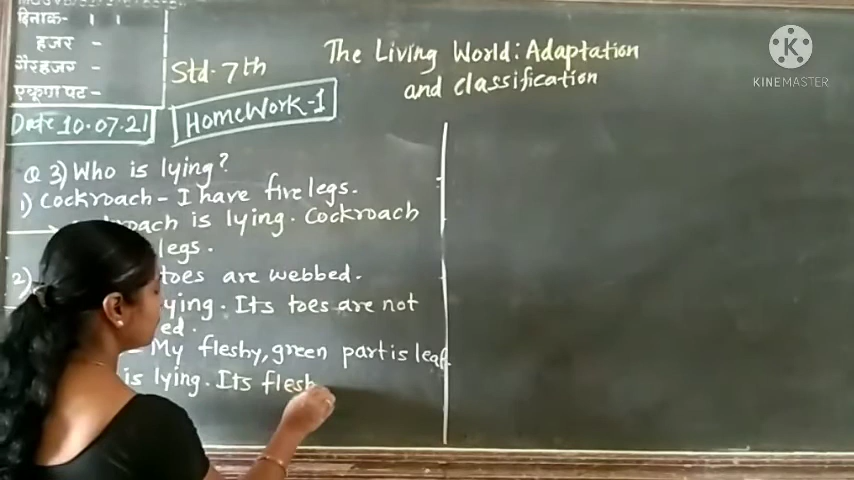 दिनांक-
हजर -
गैरहजर -
एकूण पट -
Date 10.07.21
Std. 7th
HomeWork-1
The Living World: Adaptation
and classification
KINEMASTER
Q 3) Who is lying?
1) Cockroach - I have five legs.
is lying. Cockroach
legs.
2) toes are webbed.
lying. Its toes are not
ed.
- My fleshy, green part is leaf.
is lying. Its flesh